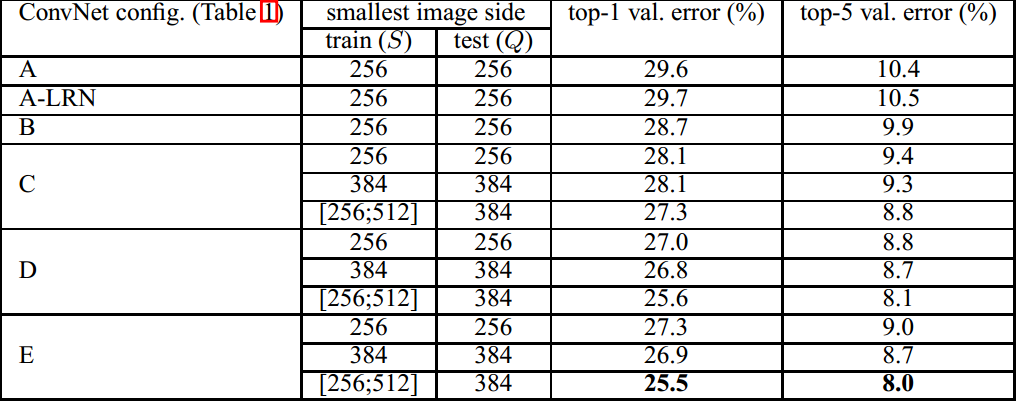 ConvNet config. (Table 1) smallest image side top-1 val. error (%) top-5 val. error (%)
train (S) test (Q)
A 256 256 29.6 10.4
A-LRN 256 256 29.7 10.5
B 256 256 28.7 9.9
256 256 28.1 9.4
C 384 384 28.1 9.3
[256;512] 384 27.3 8.8
256 256 27.0 8.8
D 384 384 26.8 8.7
[256;512] 384 25.6 8.1
256 256 27.3 9.0
E 384 384 26.9 8.7
[256;512] 384 25.5 8.0